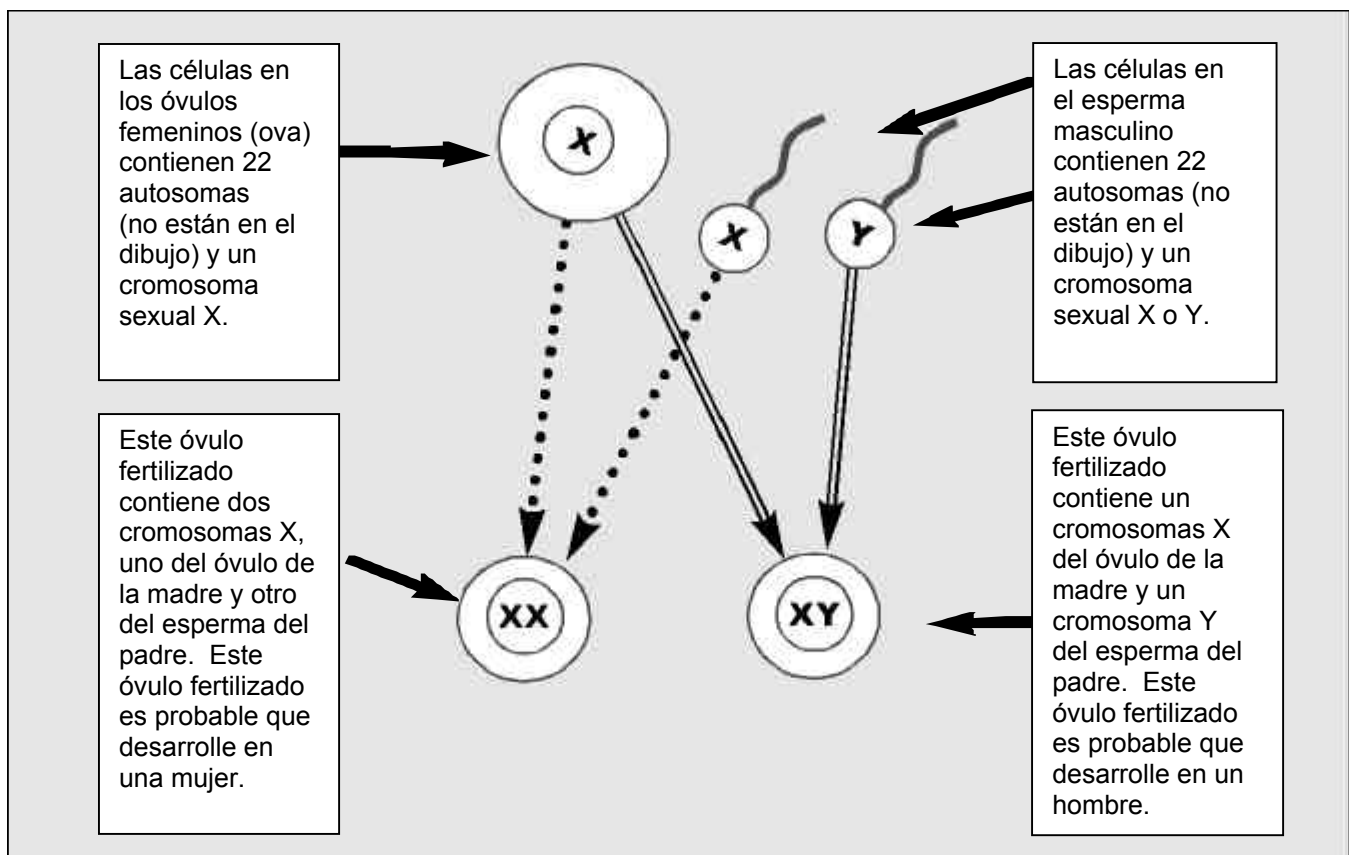 Las células en
los óvulos
femeninos (ova)
contienen 22
autosomas
(no están en el
dibujo) y un
cromosoma
sexual X.
X
X
Y
Las células en
el esperma
masculino
contienen 22
autosomas (no
están en el
dibujo) y un
cromosoma
sexual X o Y.
Este óvulo
fertilizado
contiene dos
cromosomas X,
uno del óvulo de
la madre y otro
del esperma del
padre. Este
óvulo fertilizado
es probable que
desarrolle en
una mujer.
XX
XY
Este óvulo
fertilizado
contiene un
cromosomas X
del óvulo de la
madre y un
cromosoma Y
del esperma del
padre. Este
óvulo fertilizado
es probable que
desarrolle en un
hombre.